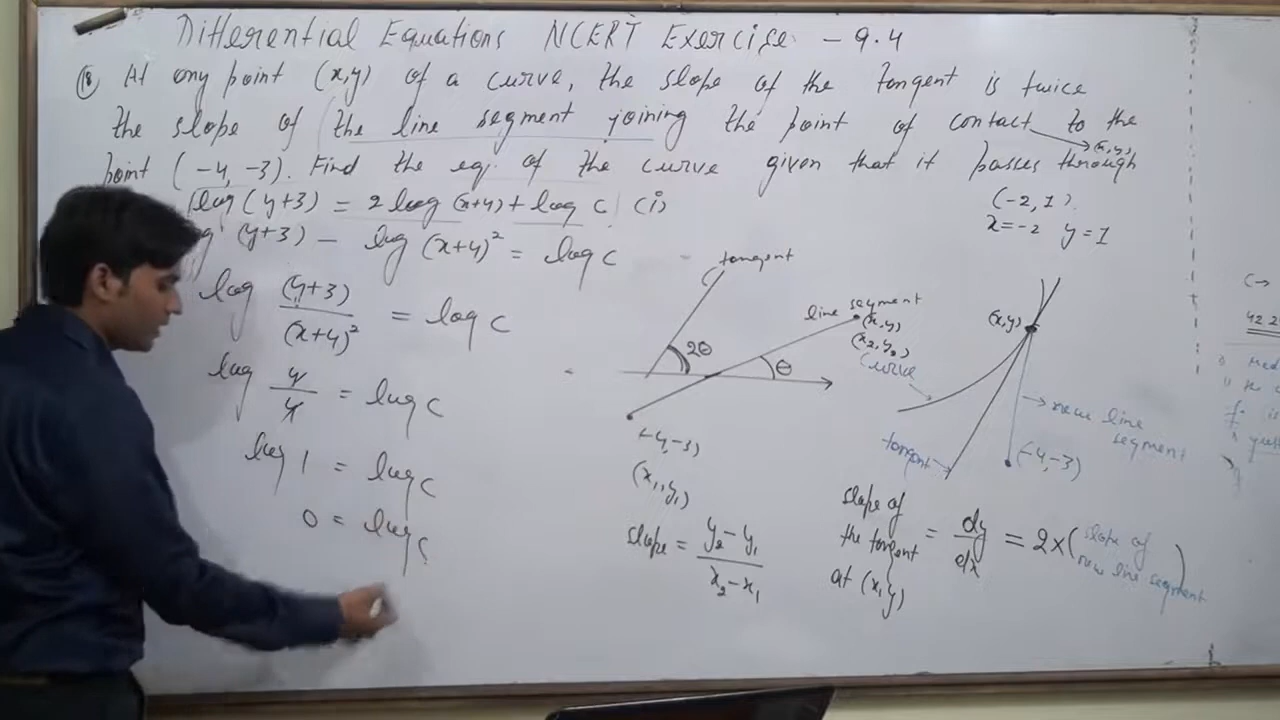 Differential Equations NCERT Exercise - 9.4
18 At any point (x,y) of a curve, the slope of the tangent is twice
the slope of the line segment joining the point of contact to the
(x,y)
point (-4, -3). Find the eq. of the curve given that it passes through
(-2, 1).
x=-2 y=1
log (y+3) = 2 log (x+4) + log c (i)
(y+3) - log (x+4)² = log c
log (y+3)/(x+4)² = log c
log 4/4 = log c
log 1 = log c
0 = log c
tangent
2θ
line segment
(x,y)
(x₂,y₂)
θ
(-4,-3)
(x₁,y₁)
slope = y₂-y₁/x₂-x₁
(x,y)
curve
tangent
new line
segment
(-4,-3)
slope of
the tangent
at (x,y)
= dy/dx = 2×(slope of
new line segment)